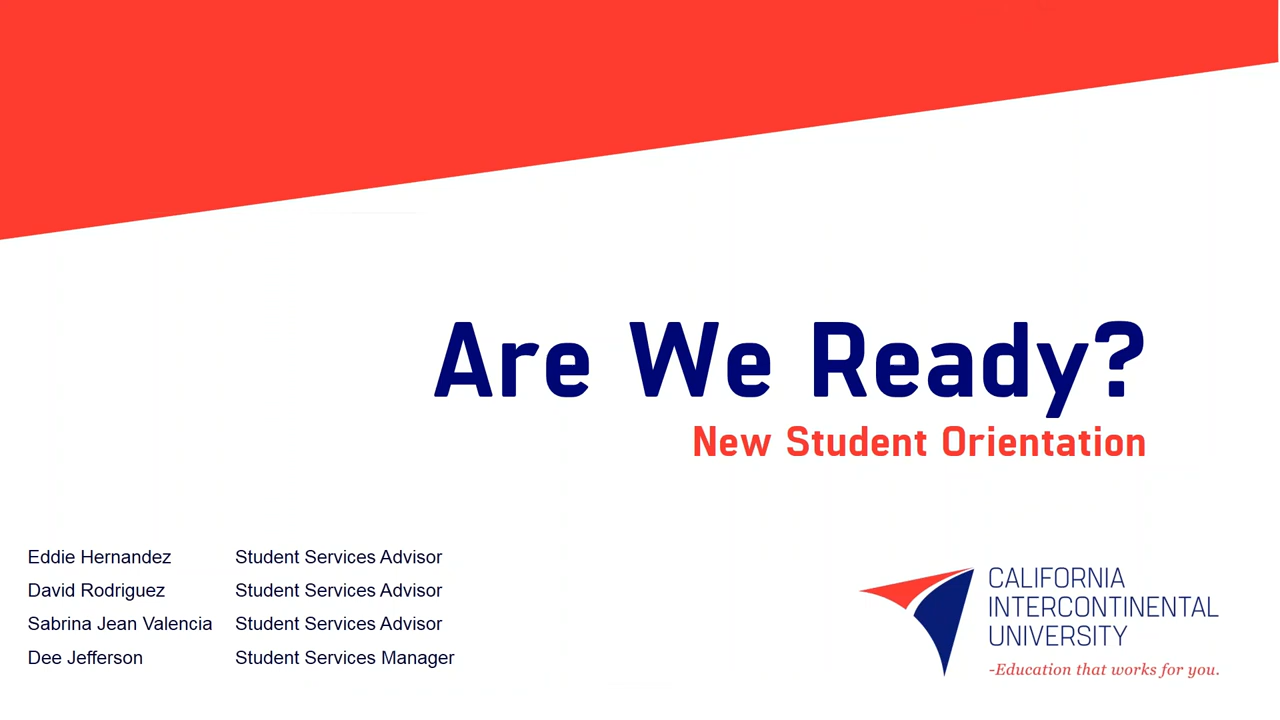 Are We Ready?
New Student Orientation
Eddie Hernandez Student Services Advisor
David Rodriguez Student Services Advisor
Sabrina Jean Valencia Student Services Advisor
Dee Jefferson Student Services Manager
CALIFORNIA
INTERCONTINENTAL
UNIVERSITY
-Education that works for you.